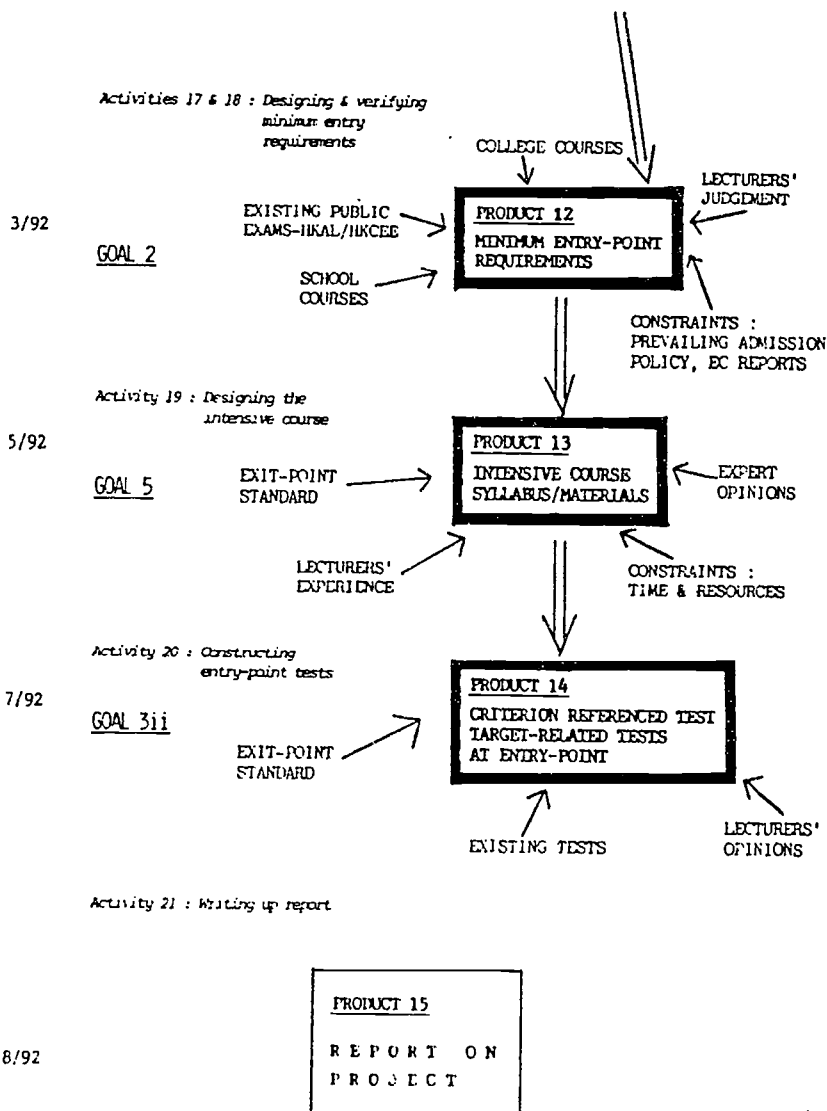 Activities 17 & 18 : Designing & verifying
minimum entry
requirements
COLLEGE COURSES
LECTURERS'
JUDGEMENT
3/92
EXISTING PUBLIC
EXAMS-HKAL/HKCEE
PRODUCT 12
MINIMUM ENTRY-POINT
REQUIREMENTS
GOAL 2
SCHOOL
COURSES
CONSTRAINTS :
PREVAILING ADMISSION
POLICY, EC REPORTS
Activity 19 : Designing the
intensive course
5/92
PRODUCT 13
INTENSIVE COURSE
SYLLABUS/MATERIALS
GOAL 5
EXIT-POINT
STANDARD
EXPERT
OPINIONS
LECTURERS'
EXPERIENCE
CONSTRAINTS :
TIME & RESOURCES
Activity 20 : Constructing
entry-point tests
7/92
PRODUCT 14
CRITERION REFERENCED TEST
TARGET-RELATED TESTS
AT ENTRY-POINT
GOAL 3ii
EXIT-POINT
STANDARD
EXISTING TESTS
LECTURERS'
OPINIONS
Activity 21 : Writing up report
PRODUCT 15
REPORT ON
PROJECT
8/92